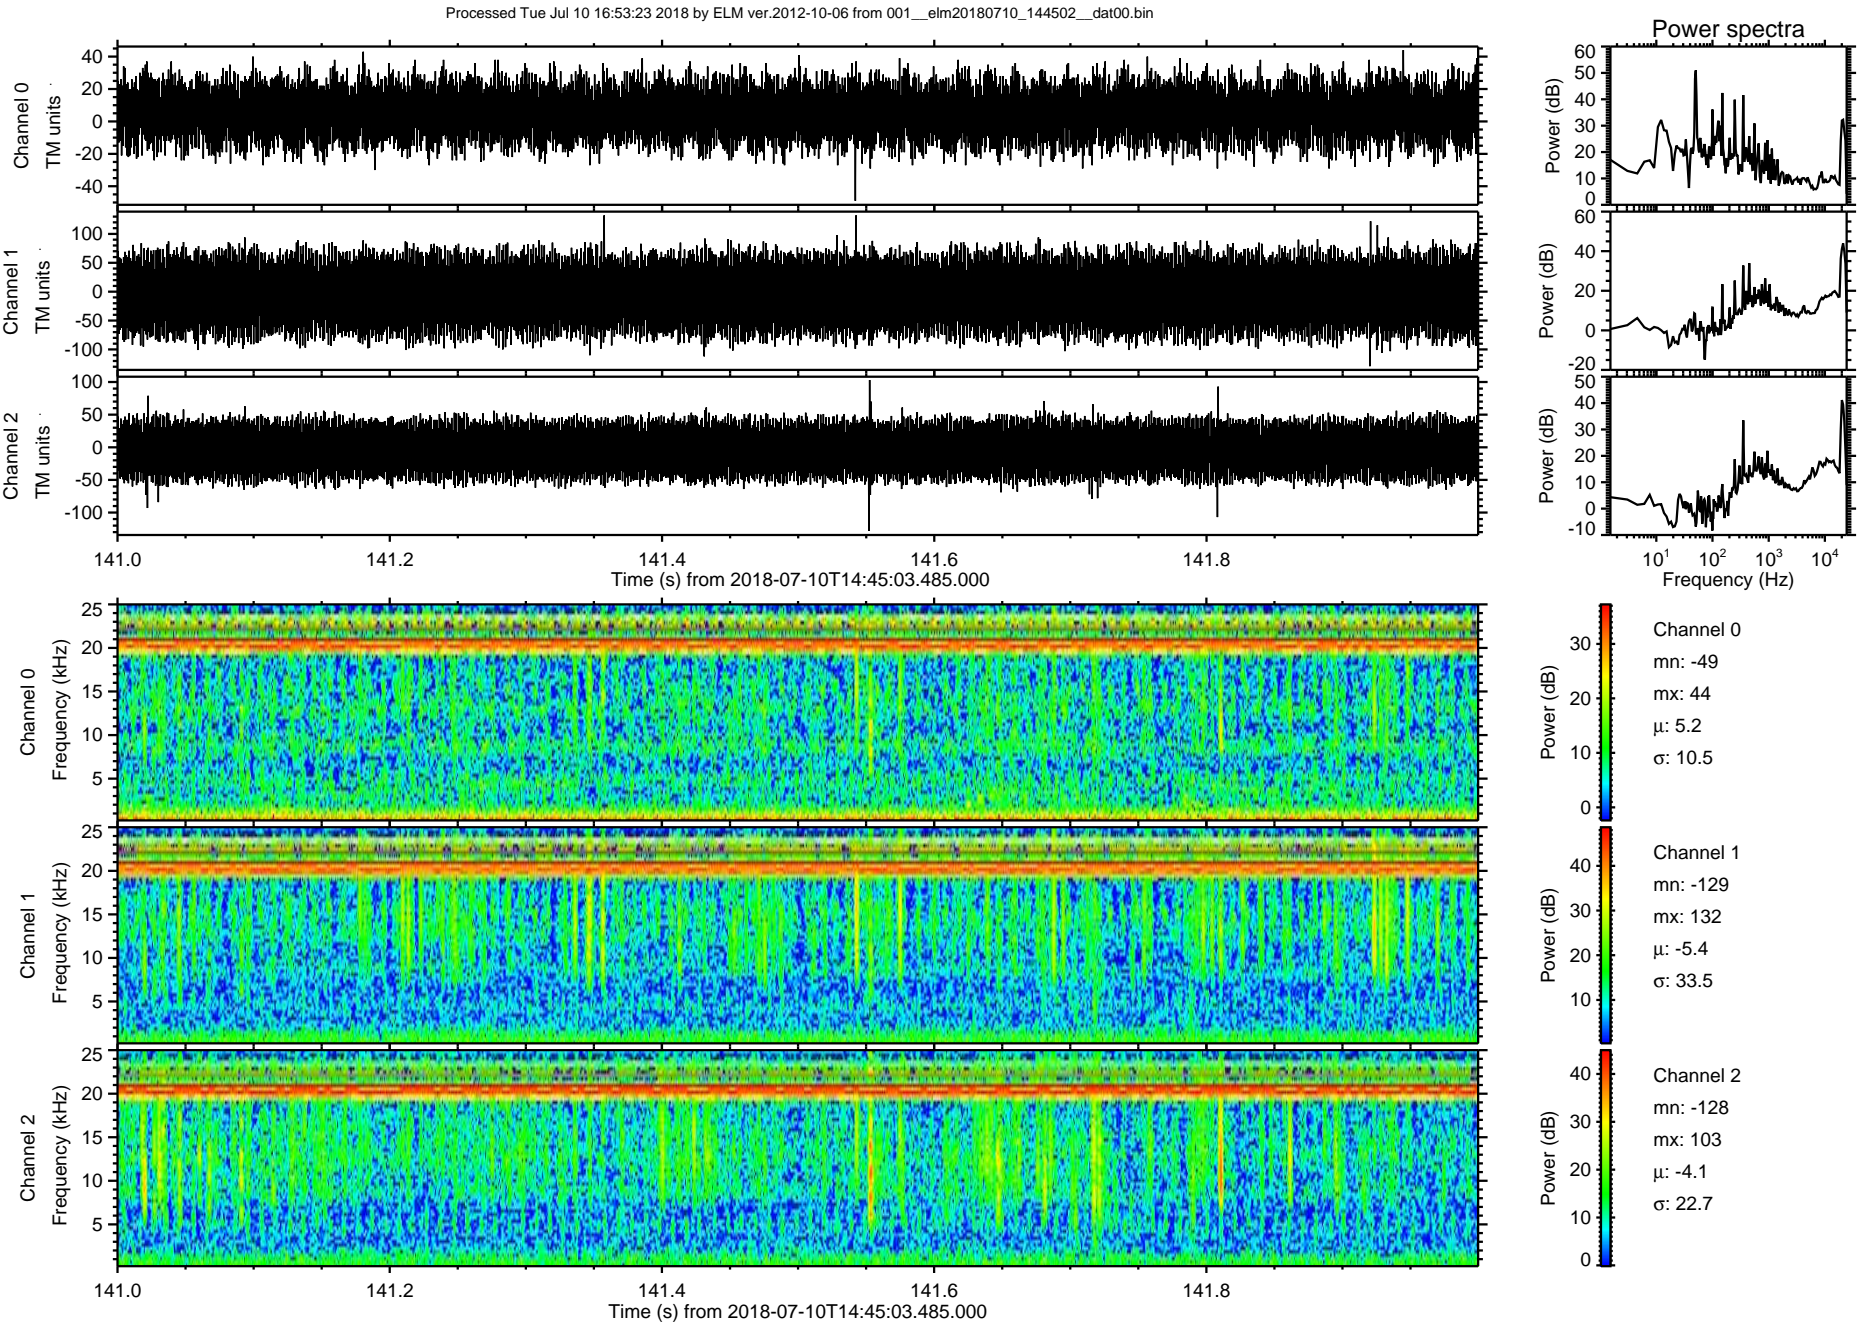 Processed Tue Jul 10 16:53:23 2018 by ELM ver.2012-10-06 from 001__elm20180710_144502__dat00.bin
Power spectra
Channel 0
TM units
40
20
0
-20
-40
Power (dB)
60
50
40
30
20
10
0
Channel 1
TM units
100
50
0
-50
-100
Power (dB)
60
40
20
0
-20
Channel 2
TM units
100
50
0
-50
-100
Power (dB)
50
40
30
20
10
0
-10
141.0 141.2 141.4 141.6 141.8
Time (s) from 2018-07-10T14:45:03.485.000
10¹ 10² 10³ 10⁴
Frequency (Hz)
Channel 0
Frequency (kHz)
25
20
15
10
5
Power (dB)
30
20
10
0
Channel 0
mn: -49
mx: 44
μ: 5.2
σ: 10.5
Channel 1
Frequency (kHz)
25
20
15
10
5
Power (dB)
40
30
20
10
Channel 1
mn: -129
mx: 132
μ: -5.4
σ: 33.5
Channel 2
Frequency (kHz)
25
20
15
10
5
Power (dB)
40
30
20
10
0
Channel 2
mn: -128
mx: 103
μ: -4.1
σ: 22.7
141.0 141.2 141.4 141.6 141.8
Time (s) from 2018-07-10T14:45:03.485.000